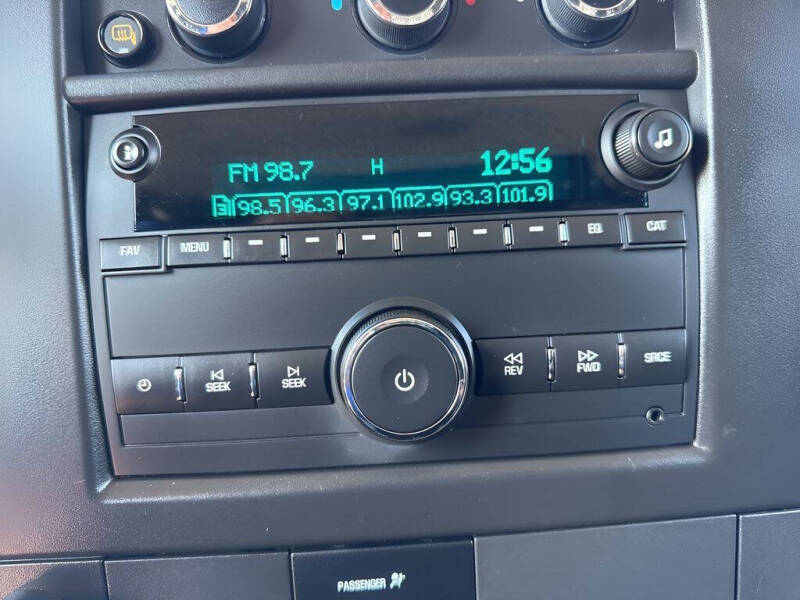 FM 98.7 H 12:56
98.5 96.3 97.1 102.9 93.3 101.9
FAV MENU EQ CAT
SEEK SEEK REV FWD SRCE
PASSENGER